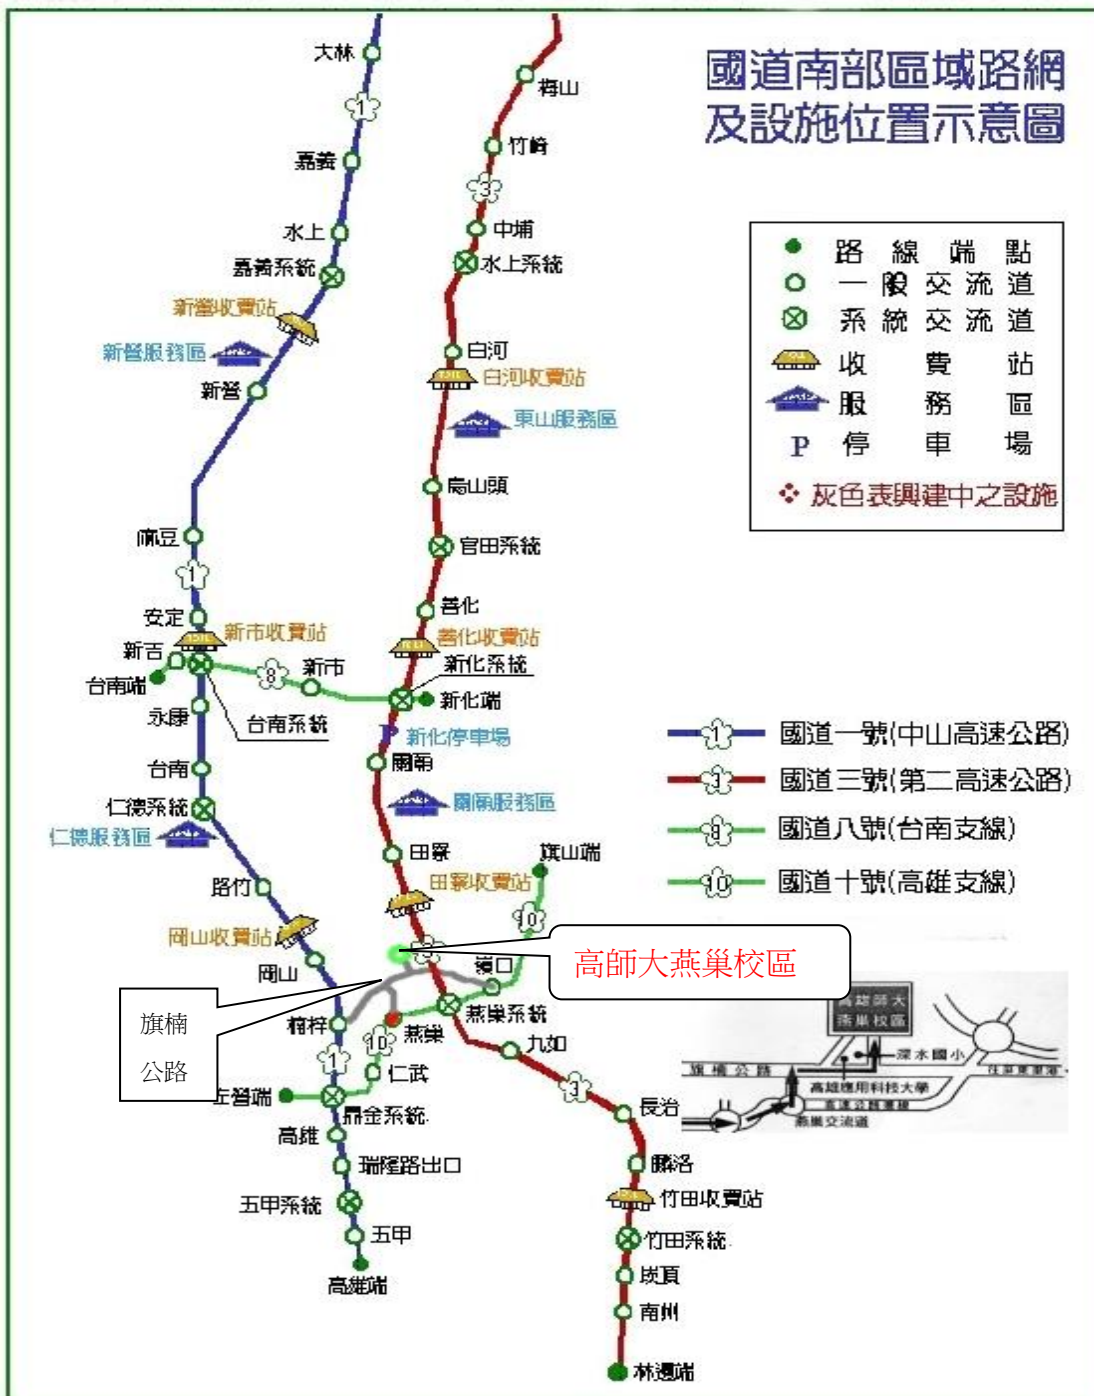 國道南部區域路網
及設施位置示意圖
大林
1
嘉義
水上
嘉義系統
新營收費站
新營服務區
新營
麻豆
1
安定
新市收費站
新吉
台南端
8
新市
永康
台南系統
台南
仁德系統
仁德服務區
路竹
岡山收費站
岡山
楠梓
1
左營端
鼎金系統
高雄
瑞隆路出口
五甲系統
五甲
高雄端
梅山
竹崎
3
中埔
水上系統
白河
白河收費站
東山服務區
烏山頭
官田系統
善化
善化收費站
新化系統
新化端
P 新化停車場
關廟
關廟服務區
田寮
田寮收費站
旗山端
10
3
嶺口
燕巢系統
燕巢
10
仁武
九如
3
長治
麟洛
竹田收費站
竹田系統
崁頂
南州
林邊端
路線端點
一般交流道
系統交流道
收費站
服務區
P 停車場
灰色表興建中之設施
1 國道一號(中山高速公路)
3 國道三號(第二高速公路)
8 國道八號(台南支線)
10 國道十號(高雄支線)
高師大燕巢校區
旗楠
公路
高雄師大
燕巢校區
深水國小
旗楠公路
高雄應用科技大學
燕巢交流道